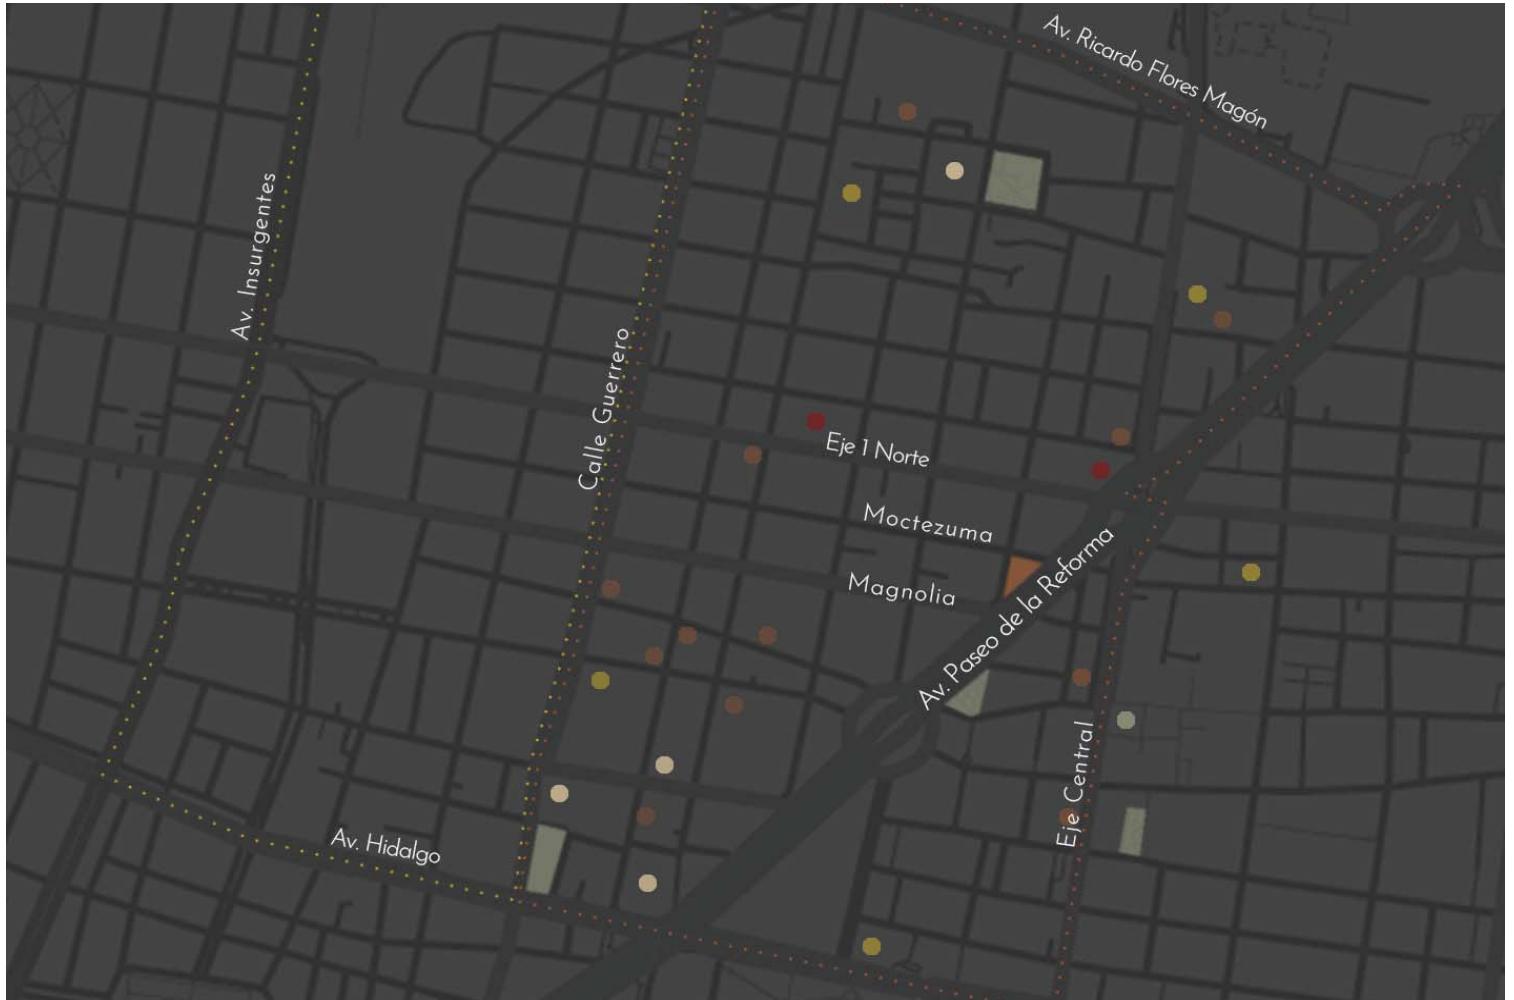 Av. Ricardo Flores Magón
Av. Insurgentes
Calle Guerrero
Eje 1 Norte
Moctezuma
Magnolia
Av. Paseo de la Reforma
Eje Central
Av. Hidalgo